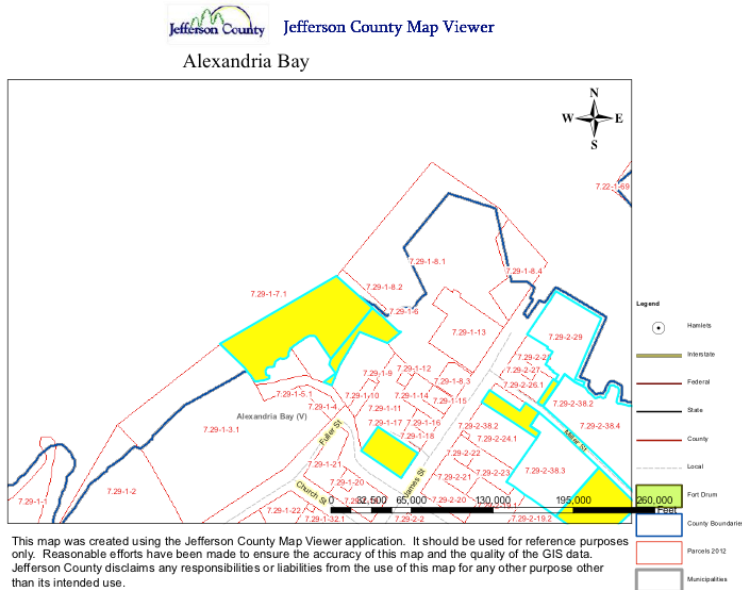 Jefferson County
Jefferson County Map Viewer
Alexandria Bay
N
W E
S
7.22-1-69
7.29-1-8.1
7.29-1-8.4
7.29-1-8.2
7.29-1-7.1
7.29-1-6
7.29-1-13
7.29-2-29
7.29-2-27
7.29-2-26.1
7.29-1-12
7.29-1-9
7.29-1-8.3
7.29-1-10
7.29-1-14
7.29-1-15
7.29-1-5.1
7.29-1-4
7.29-1-11
7.29-2-38.2
7.29-2-38.4
Alexandria Bay (V)
7.29-1-17
7.29-1-16
7.29-1-18
7.29-2-38.2
7.29-2-24.1
7.29-1-3.1
Fuller St
Miller St
7.29-2-22
7.29-1-21
7.29-2-21
7.29-2-23
7.29-2-38.3
7.29-1-20
James St
Church St
7.29-1-1
7.29-1-2
7.29-2-20
7.29-1-22
7.29-1-32.1
7.29-2-2
7.29-2-19.2
0 32,500 65,000 130,000 195,000 260,000
Feet
Legend
Hamlets
Interstate
Federal
State
County
Local
Fort Drum
County Boundaries
Parcels 2012
Municipalities
This map was created using the Jefferson County Map Viewer application. It should be used for reference purposes
only. Reasonable efforts have been made to ensure the accuracy of this map and the quality of the GIS data.
Jefferson County disclaims any responsibilities or liabilities from the use of this map for any other purpose other
than its intended use.